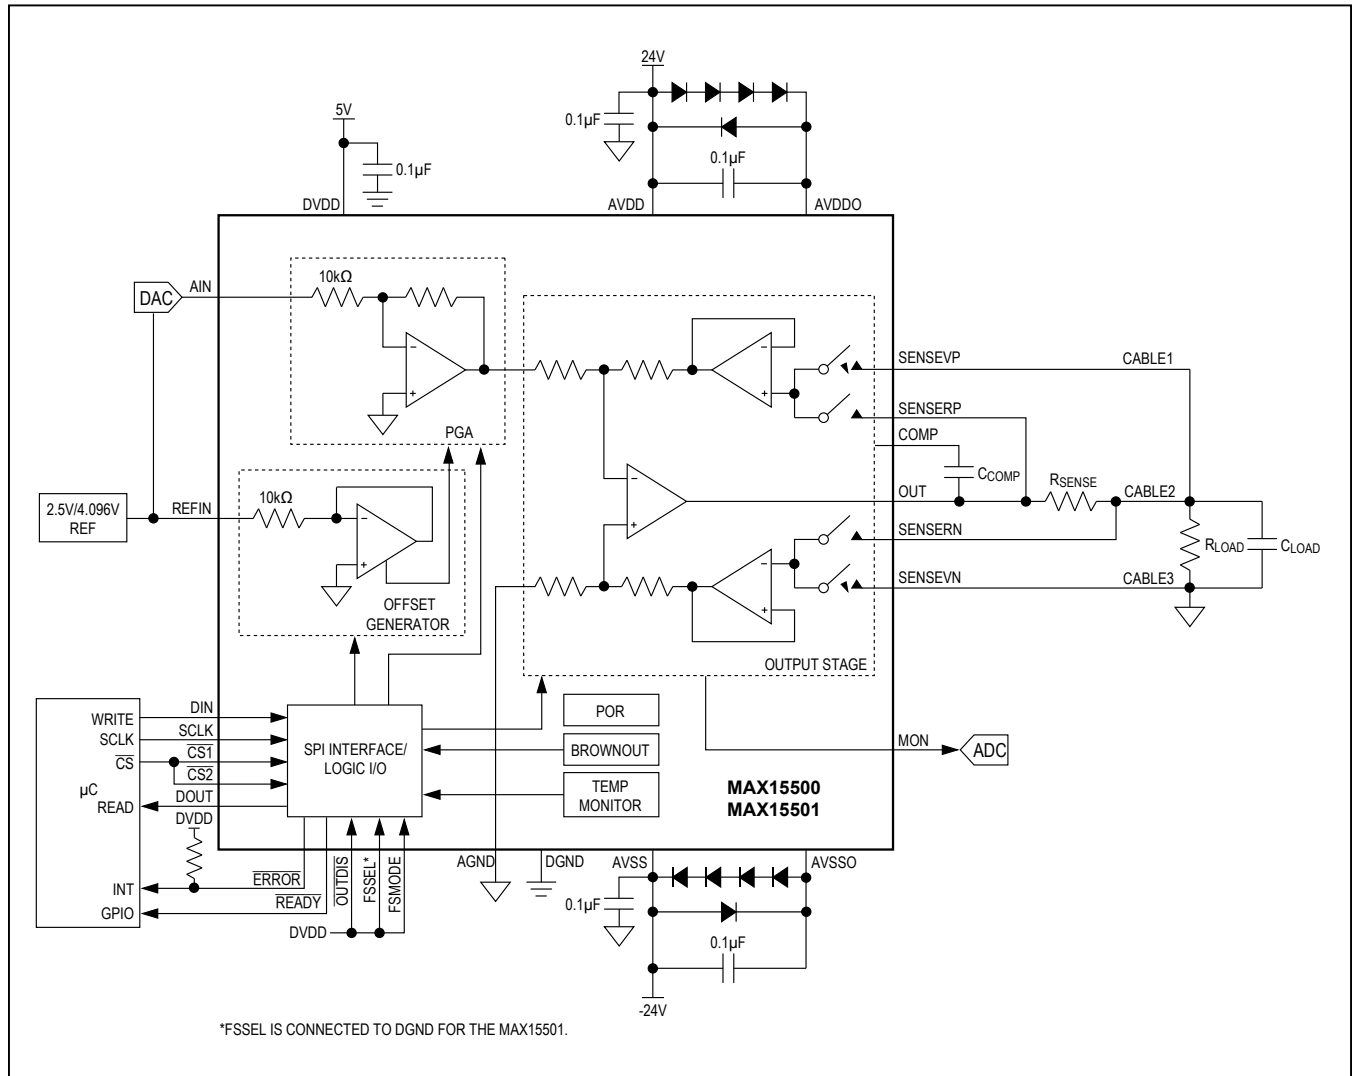 24V
0.1µF
5V
0.1µF
0.1µF
DVDD
AVDD
AVDDO
DAC
AIN
10kΩ
−
+
PGA
−
+
SENSEVP
CABLE1
SENSERP
COMP
CCOMP
RSENSE
2.5V/4.096V
REF
REFIN
10kΩ
−
+
OFFSET
GENERATOR
−
+
OUT
CABLE2
SENSERN
RLOAD
CLOAD
−
+
SENSEVN
CABLE3
OUTPUT STAGE
µC
WRITE
SCLK
CS
READ
INT
GPIO
DIN
SCLK
CS1
CS2
DOUT
DVDD
SPI INTERFACE/
LOGIC I/O
POR
BROWNOUT
TEMP
MONITOR
MON
ADC
MAX15500
MAX15501
ERROR
READY
OUTDIS
FSSEL*
FSMODE
DVDD
AGND
DGND
AVSS
AVSSO
0.1µF
0.1µF
-24V
*FSSEL IS CONNECTED TO DGND FOR THE MAX15501.